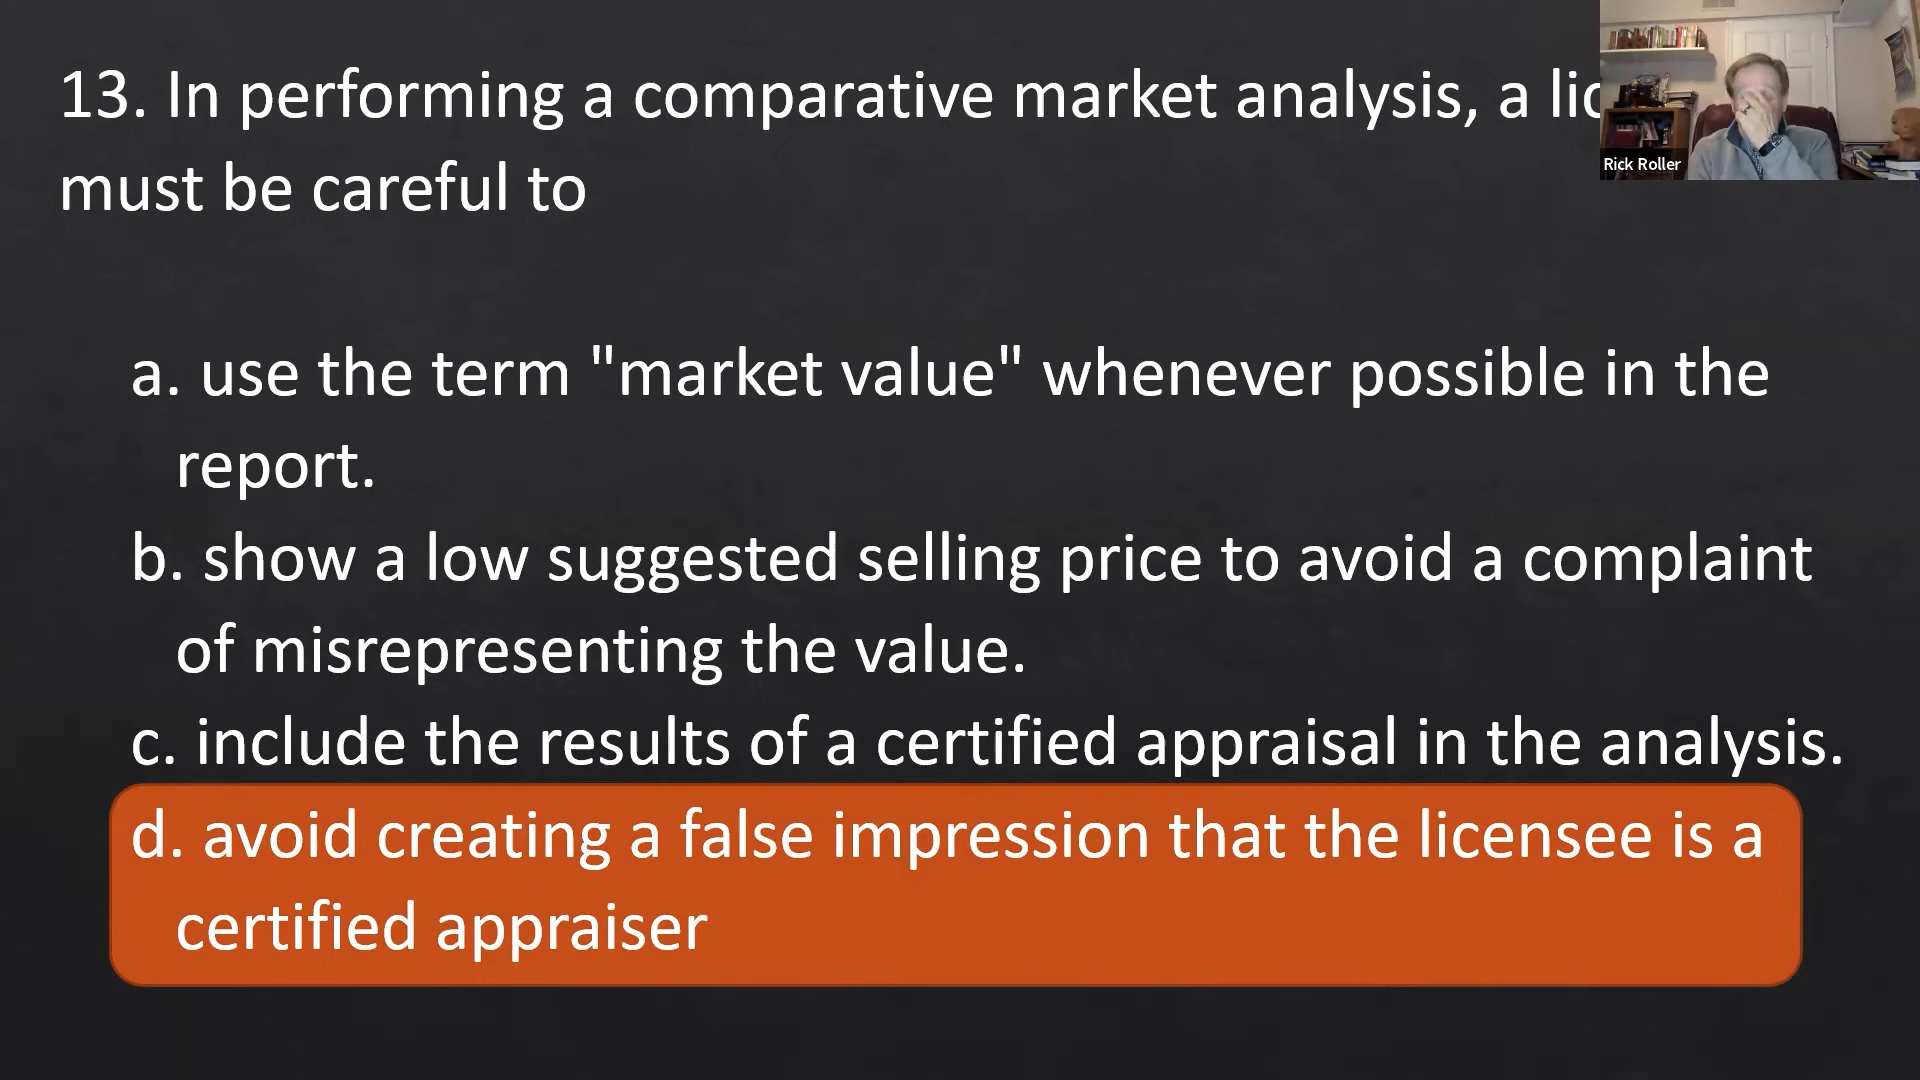 13. In performing a comparative market analysis, a
must be careful to
a. use the term "market value" whenever possible in the
report.
b. show a low suggested selling price to avoid a complaint
of misrepresenting the value.
c. include the results of a certified appraisal in the analysis.
d. avoid creating a false impression that the licensee is a
certified appraiser
Rick Roller